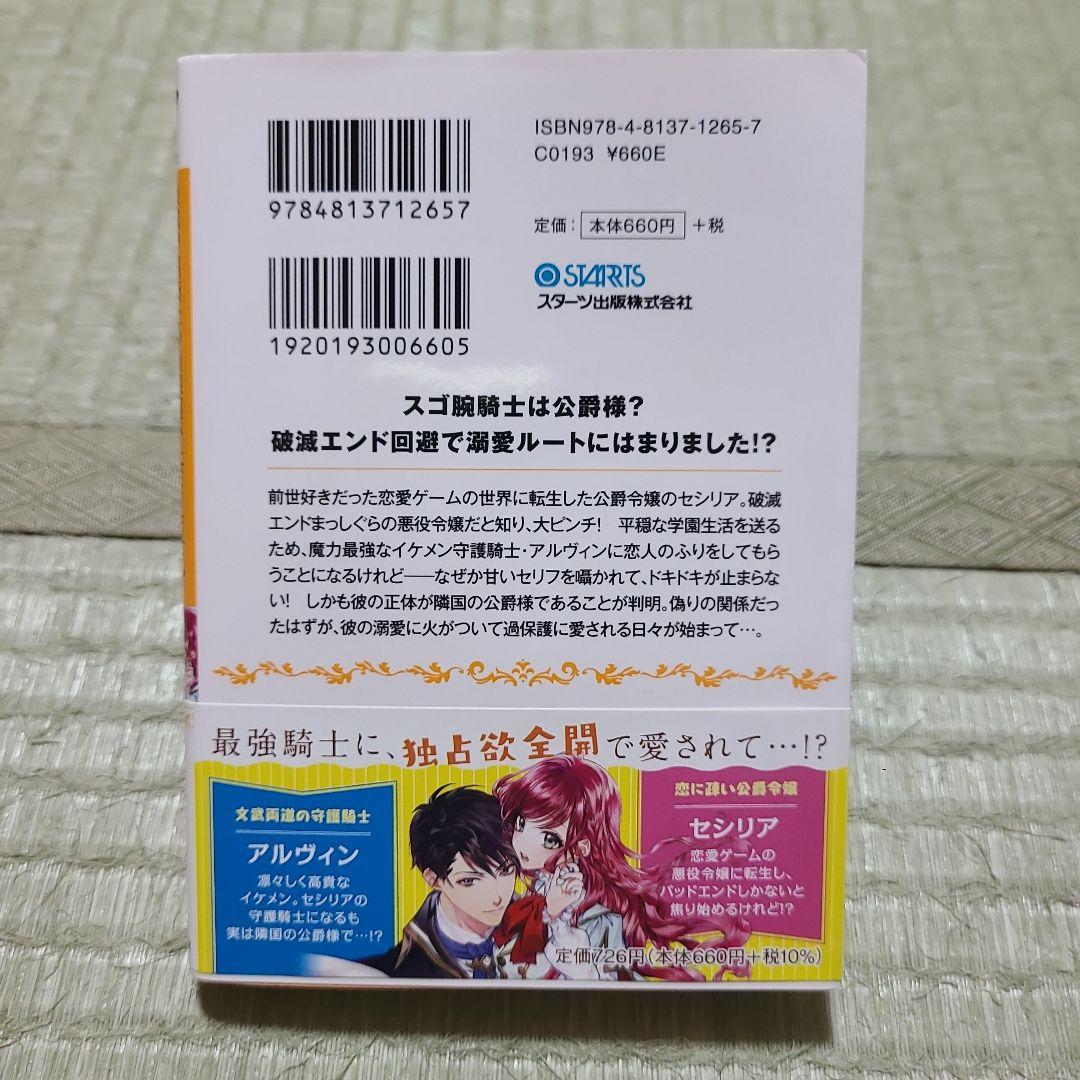 ISBN978-4-8137-1265-7
C0193 ¥660E
9784813712657
定価：本体660円＋税
STARTS
スターツ出版株式会社
1920193006605
スゴ腕騎士は公爵様？
破滅エンド回避で溺愛ルートにはまりました!？
前世好きだった恋愛ゲームの世界に転生した公爵令嬢のセシリア。破滅
エンドまっしぐらの悪役令嬢だと知り、大ピンチ！　平穏な学園生活を送る
ため、魔力最強なイケメン守護騎士・アルヴィンに恋人のふりをしてもら
うことになるけれど――なぜか甘いセリフを囁かれて、ドキドキが止まらな
い！　しかも彼の正体が隣国の公爵様であることが判明。偽りの関係だっ
たはずが、彼の溺愛に火がついて過保護に愛される日々が始まって…。
最強騎士に、独占欲全開で愛されて…!？
文武両道の守護騎士
アルヴィン
凛々しく高貴な
イケメン。セシリアの
守護騎士になるも
実は隣国の公爵様で…!？
恋に疎い公爵令嬢
セシリア
恋愛ゲームの
悪役令嬢に転生し、
バッドエンドしかないと
焦り始めるけれど!？
定価726円（本体660円＋税10%）